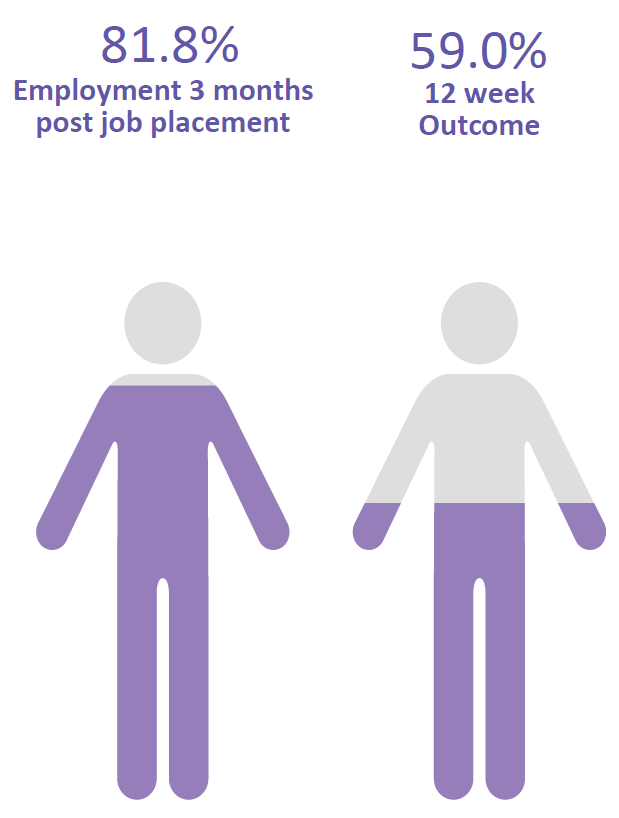 81.8%
Employment 3 months
post job placement
59.0%
12 week
Outcome